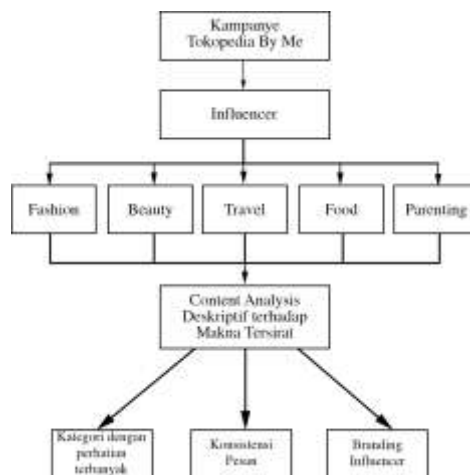 Kampanye
Tokopedia By Me
Influencer
Fashion
Beauty
Travel
Food
Parenting
Content Analysis
Deskriptif terhadap
Makna Tersirat
Kategori dengan
perhatian
terbanyak
Konsistensi
Pesan
Branding
Influencer